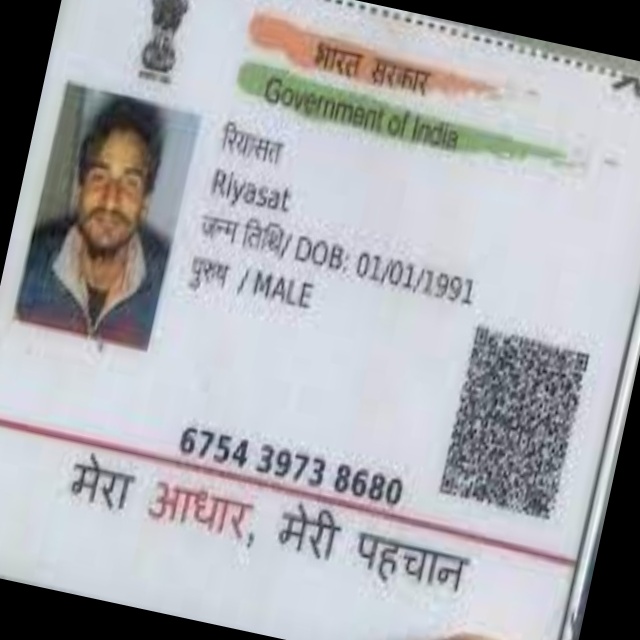 भारत सरकार
Government of India
रियासत
Riyasat
जन्म तिथि/ DOB: 01/01/1991
पुरुष / MALE
6754 3973 8680
मेरा आधार, मेरी पहचान